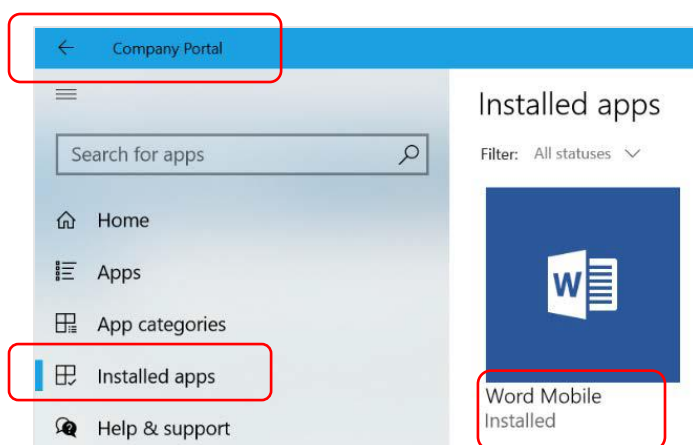 Company Portal
Search for apps
Home
Apps
App categories
Installed apps
Help & support
Installed apps
Filter: All statuses
W
Word Mobile
Installed